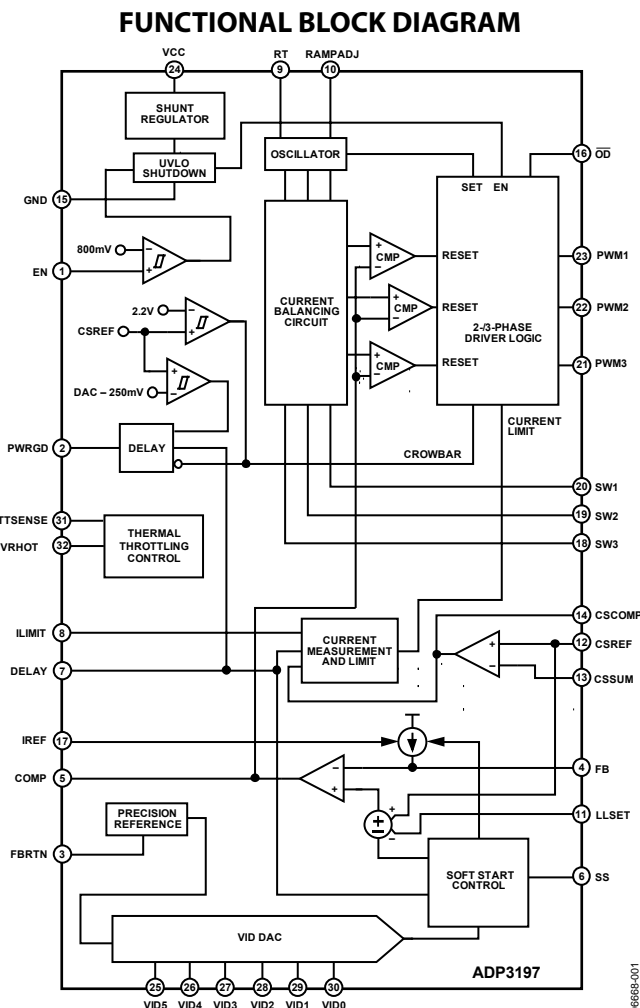 FUNCTIONAL BLOCK DIAGRAM
VCC
RT
RAMPADJ
24
9
10
SHUNT
REGULATOR
UVLO
SHUTDOWN
OSCILLATOR
16
OD
SET EN
GND
15
800mV
EN
1
+
–
CMP
RESET
23
PWM1
2.2V
CSREF
CURRENT
BALANCING
CIRCUIT
+
–
CMP
RESET
22
PWM2
2-/3-PHASE
DRIVER LOGIC
+
–
CMP
RESET
21
PWM3
DAC – 250mV
CURRENT
LIMIT
PWRGD
2
DELAY
CROWBAR
20
SW1
19
SW2
18
SW3
TTSENSE
31
VRHOT
32
THERMAL
THROTTLING
CONTROL
14
CSCOMP
ILIMIT
8
CURRENT
MEASUREMENT
AND LIMIT
+
–
12
CSREF
DELAY
7
13
CSSUM
IREF
17
COMP
5
–
+
4
FB
PRECISION
REFERENCE
+
±
–
11
LLSET
FBRTN
3
SOFT START
CONTROL
6
SS
VID DAC
ADP3197
25
26
27
28
29
30
VID5
VID4
VID3
VID2
VID1
VID0
06668-001